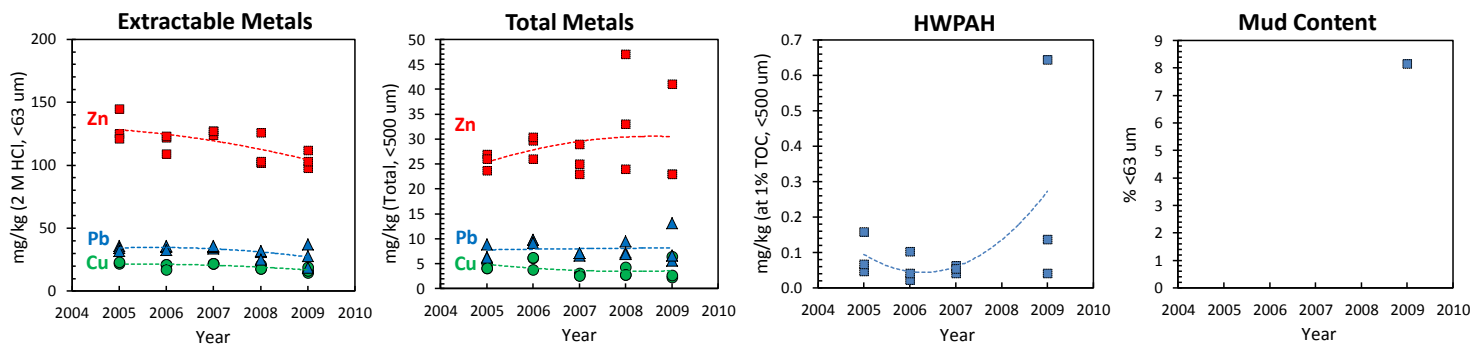 Extractable Metals
mg/kg (2 M HCl, <63 um)
200
150
100
50
0
Zn
Pb
Cu
2004 2005 2006 2007 2008 2009 2010
Year
Total Metals
mg/kg (Total, <500 um)
50
45
40
35
30
25
20
15
10
5
0
Zn
Pb
Cu
2004 2005 2006 2007 2008 2009 2010
Year
HWPAH
mg/kg (at 1% TOC, <500 um)
0.7
0.6
0.5
0.4
0.3
0.2
0.1
0.0
2004 2005 2006 2007 2008 2009 2010
Year
Mud Content
% <63 um
9
8
7
6
5
4
3
2
1
0
2004 2005 2006 2007 2008 2009 2010
Year